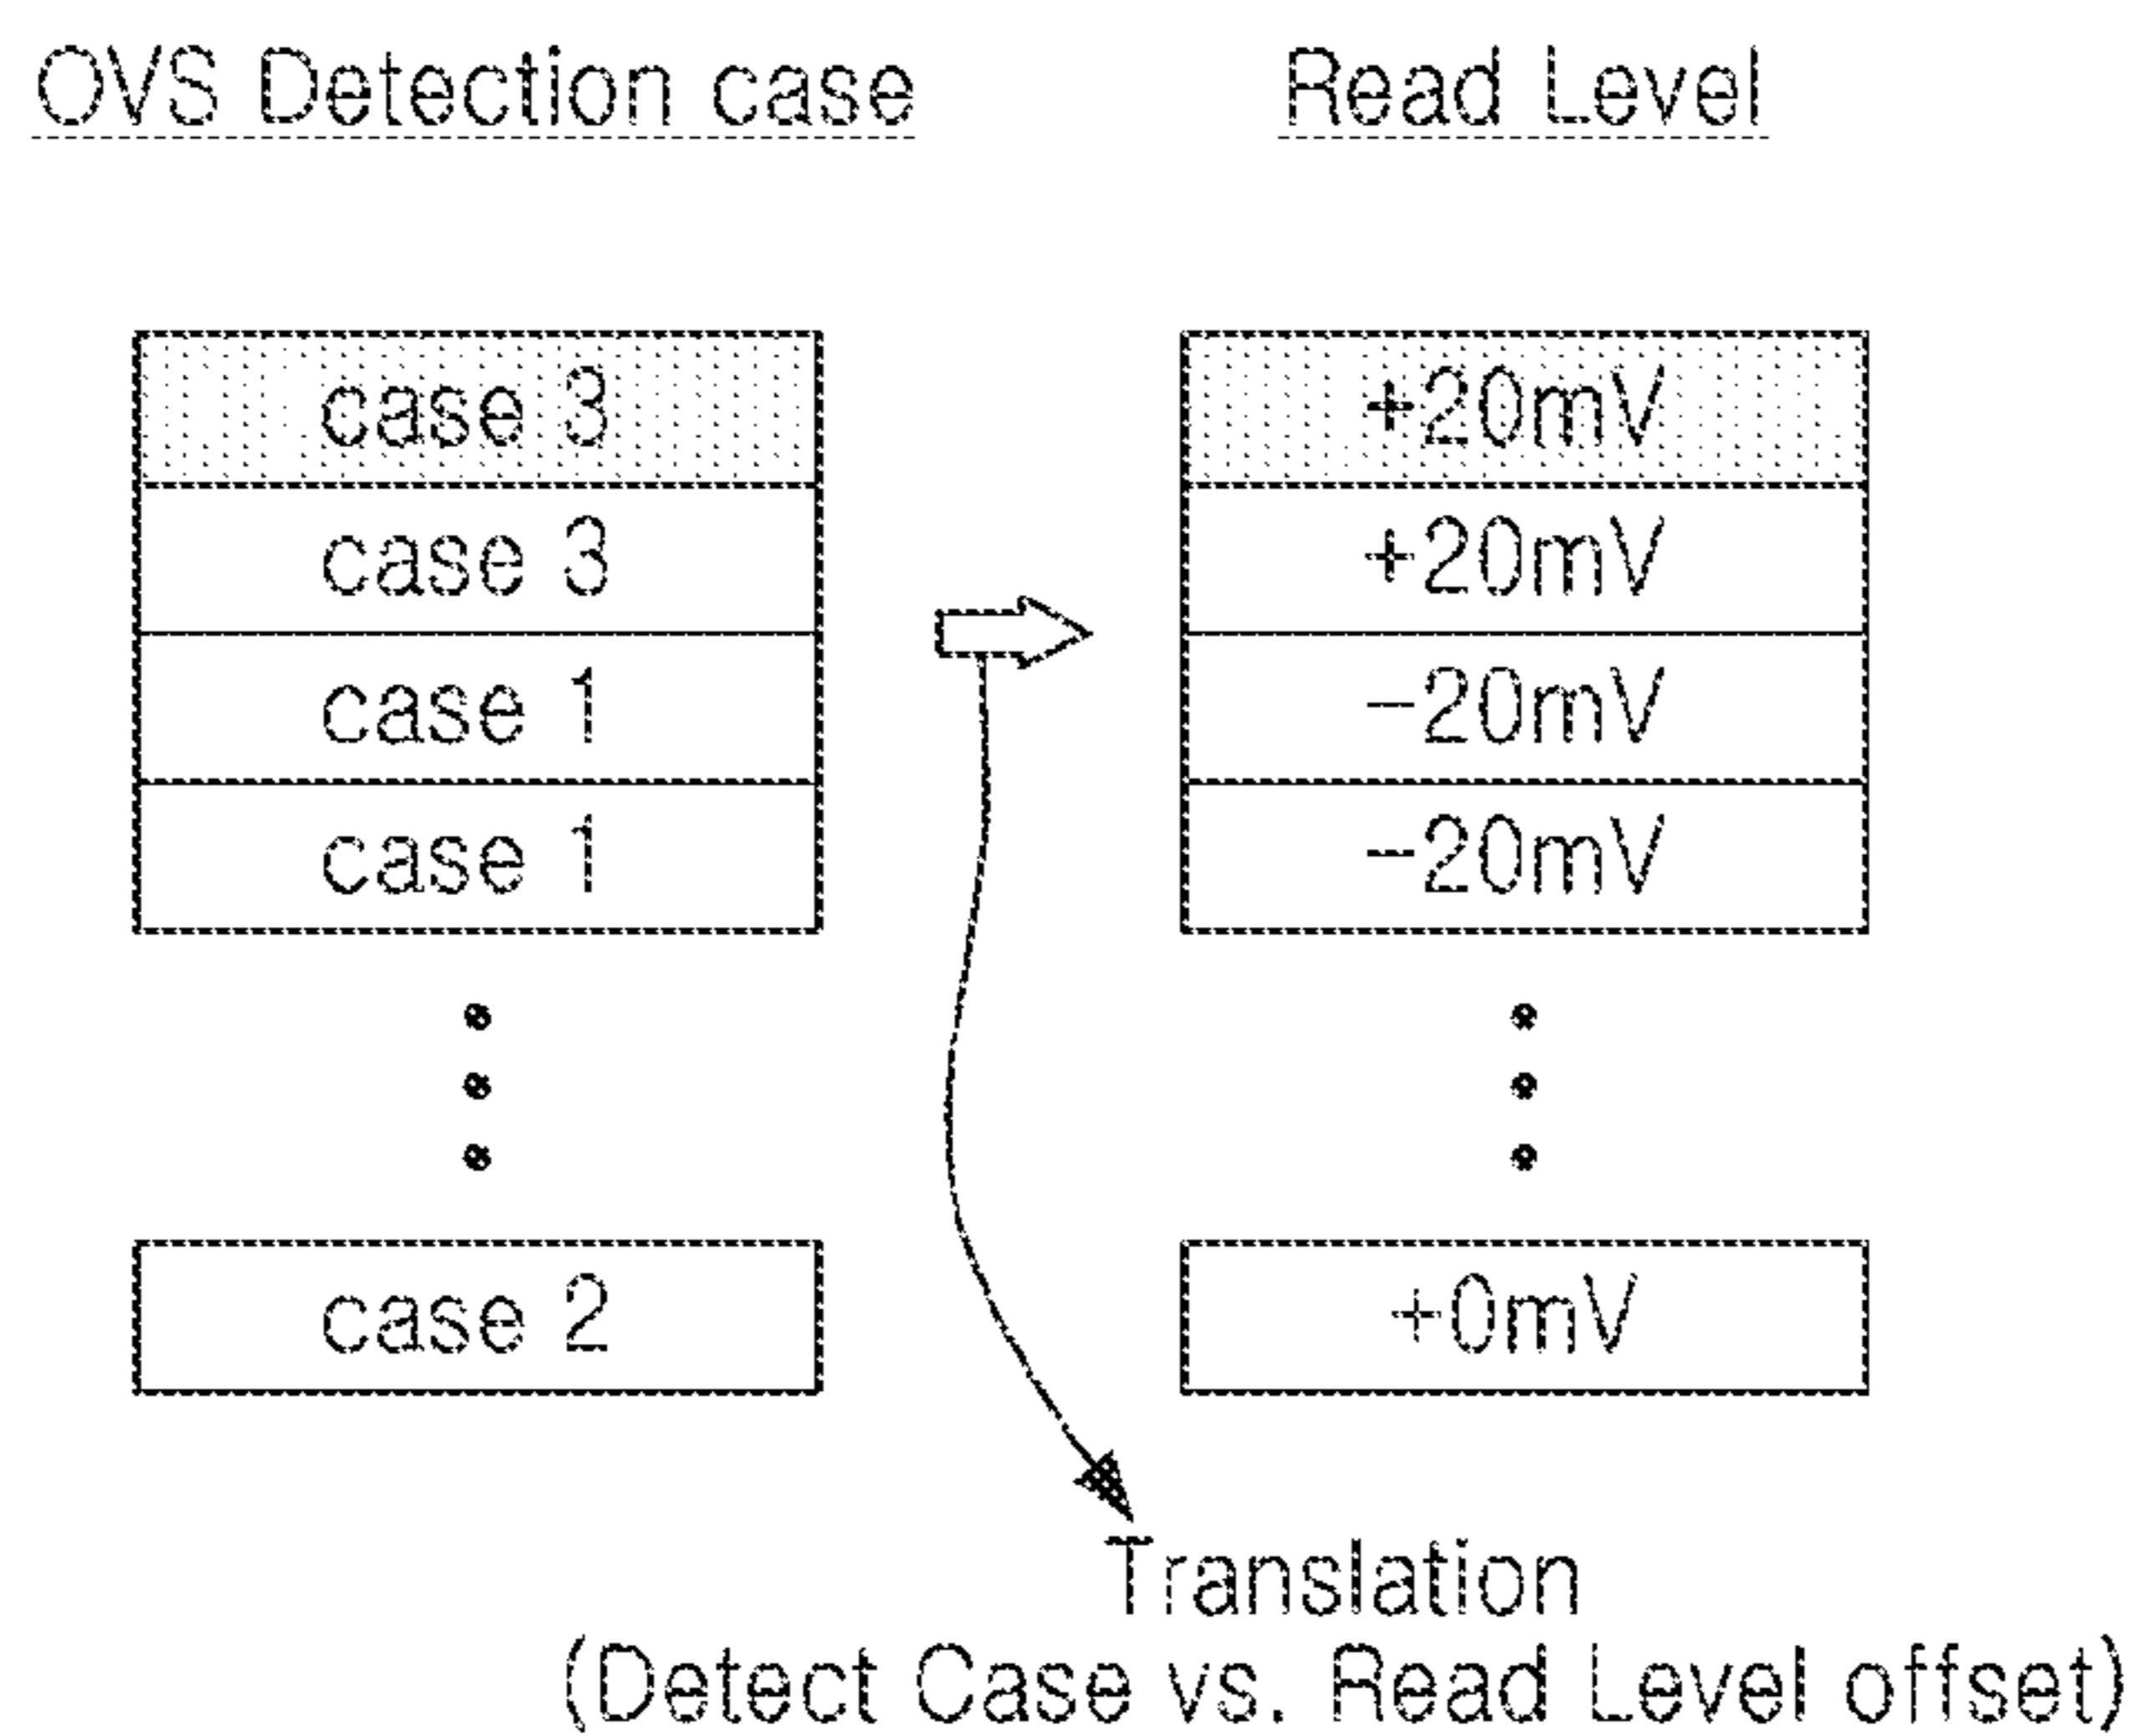 OVS Detection case
Read Level
case 3
+20mV
case 3
+20mV
case 1
-20mV
case 1
-20mV
case 2
+0mV
Translation
(Detect Case vs. Read Level offset)